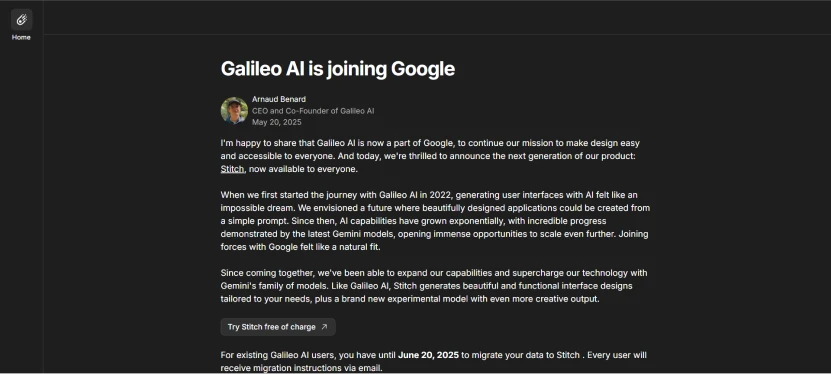 Home
Galileo AI is joining Google
Arnaud Benard
CEO and Co-Founder of Galileo AI
May 20, 2025
I'm happy to share that Galileo AI is now a part of Google, to continue our mission to make design easy
and accessible to everyone. And today, we're thrilled to announce the next generation of our product:
Stitch, now available to everyone.
When we first started the journey with Galileo AI in 2022, generating user interfaces with AI felt like an
impossible dream. We envisioned a future where beautifully designed applications could be created from
a simple prompt. Since then, AI capabilities have grown exponentially, with incredible progress
demonstrated by the latest Gemini models, opening immense opportunities to scale even further. Joining
forces with Google felt like a natural fit.
Since coming together, we've been able to expand our capabilities and supercharge our technology with
Gemini's family of models. Like Galileo AI, Stitch generates beautiful and functional interface designs
tailored to your needs, plus a brand new experimental model with even more creative output.
Try Stitch free of charge ↗
For existing Galileo AI users, you have until June 20, 2025 to migrate your data to Stitch . Every user will
receive migration instructions via email.